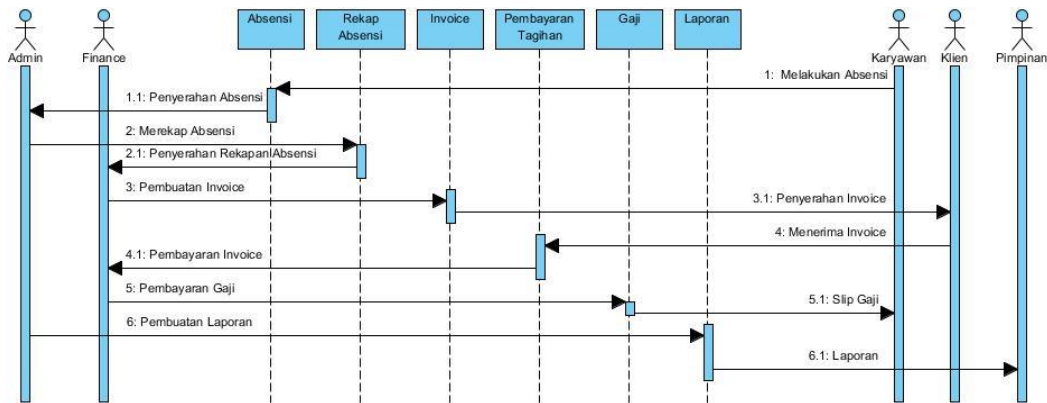 Absensi
Rekap
Absensi
Invoice
Pembayaran
Tagihan
Gaji
Laporan
Admin
Finance
Karyawan
Klien
Pimpinan
1: Melakukan Absensi
1.1: Penyerahan Absensi
2: Merekap Absensi
2.1: Penyerahan Rekapan Absensi
3: Pembuatan Invoice
3.1: Penyerahan Invoice
4: Menerima Invoice
4.1: Pembayaran Invoice
5: Pembayaran Gaji
5.1: Slip Gaji
6: Pembuatan Laporan
6.1: Laporan